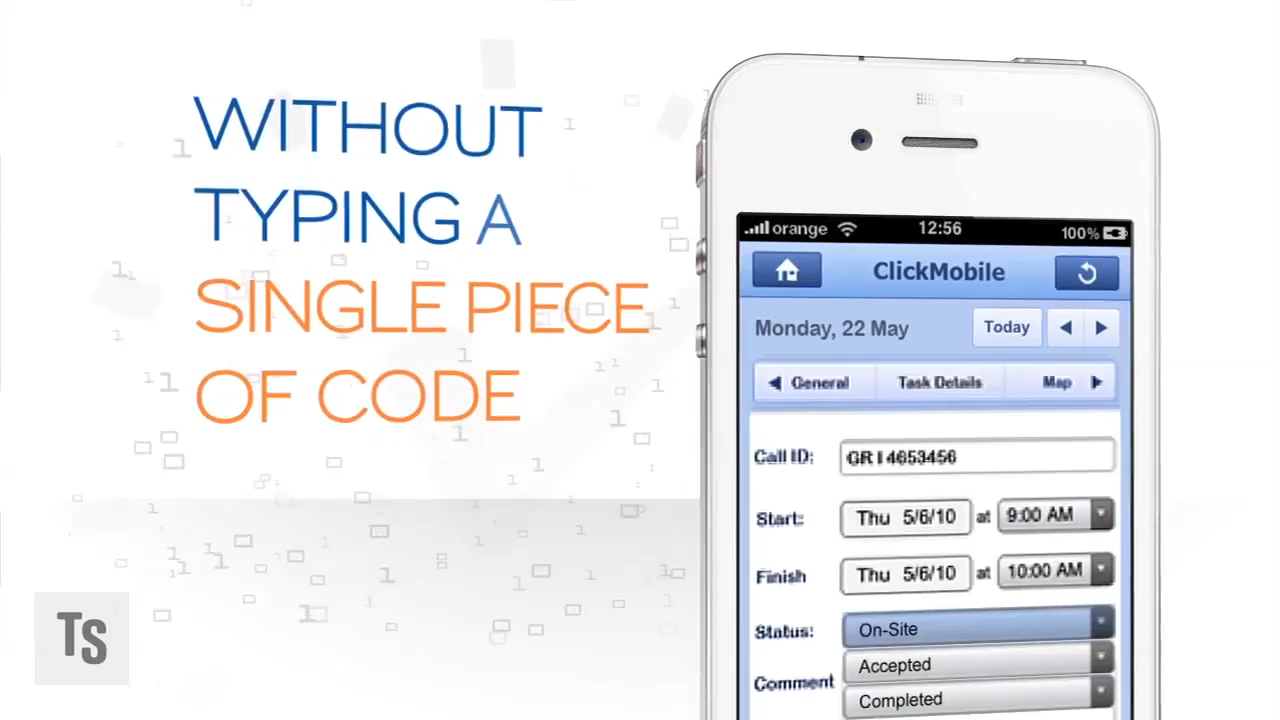 WITHOUT
TYPING A
SINGLE PIECE
OF CODE
orange 12:56 100%
ClickMobile
Monday, 22 May Today
General Task Details Map
Call ID: GR I 4653456
Start: Thu 5/6/10 at 9:00 AM
Finish Thu 5/6/10 at 10:00 AM
Status: On-Site
Accepted
Comment
Completed
Ts